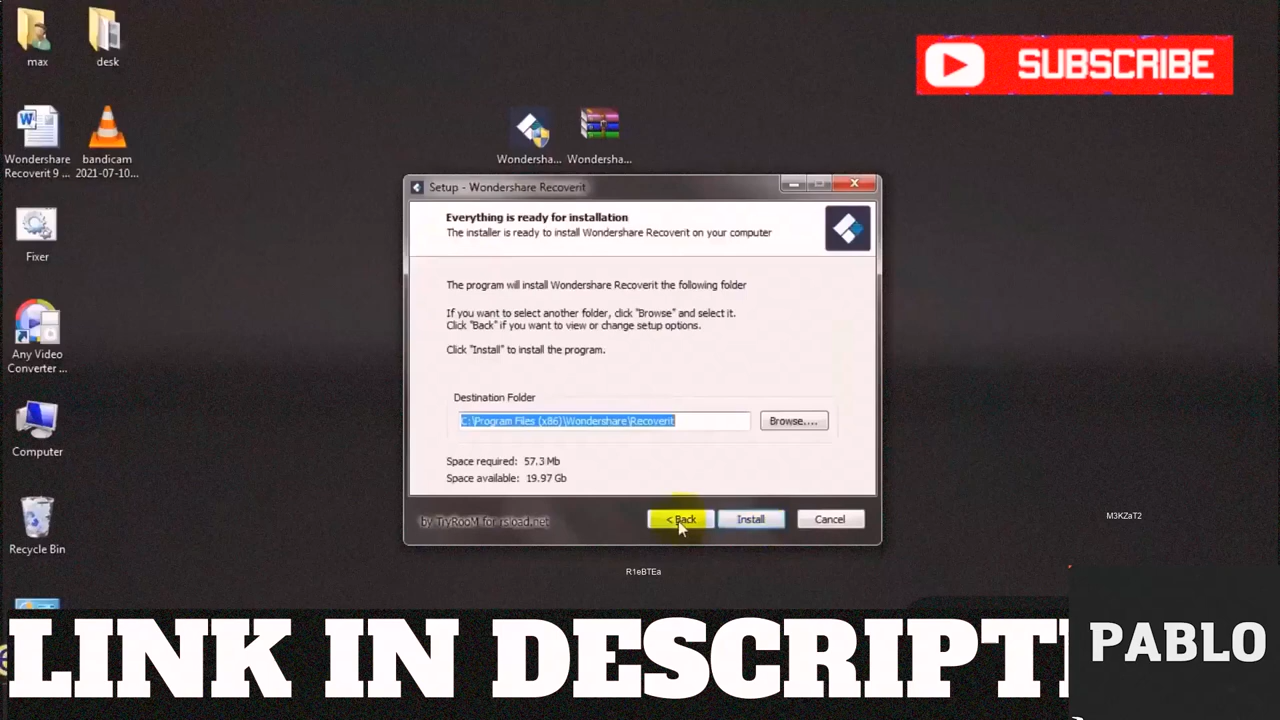 max
desk
SUBSCRIBE
Wondershare
Recoverit 9 ...
bandicam
2021-07-10...
Wondersha...
Wondersha...
Setup - Wondershare Recoverit
Everything is ready for installation
The installer is ready to install Wondershare Recoverit on your computer
Fixer
The program will install Wondershare Recoverit the following folder
If you want to select another folder, click "Browse" and select it.
Click "Back" if you want to view or change setup options.
Click "Install" to install the program.
Any Video
Converter ...
Destination Folder
C:\Program Files (x86)\Wondershare\Recoverit
Browse....
Computer
Space required: 57.3 Mb
Space available: 19.97 Gb
by TryRooM for rsload.net
< Back
Install
Cancel
M3KZaT2
Recycle Bin
R1eBTEa
LINK IN DESCRIPT
PABLO